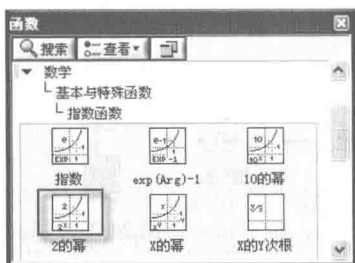 函数
搜索 查看
数学
基本与特殊函数
指数函数
指数 exp(Arg)-1 10的幂
2的幂 X的幂 X的Y次根